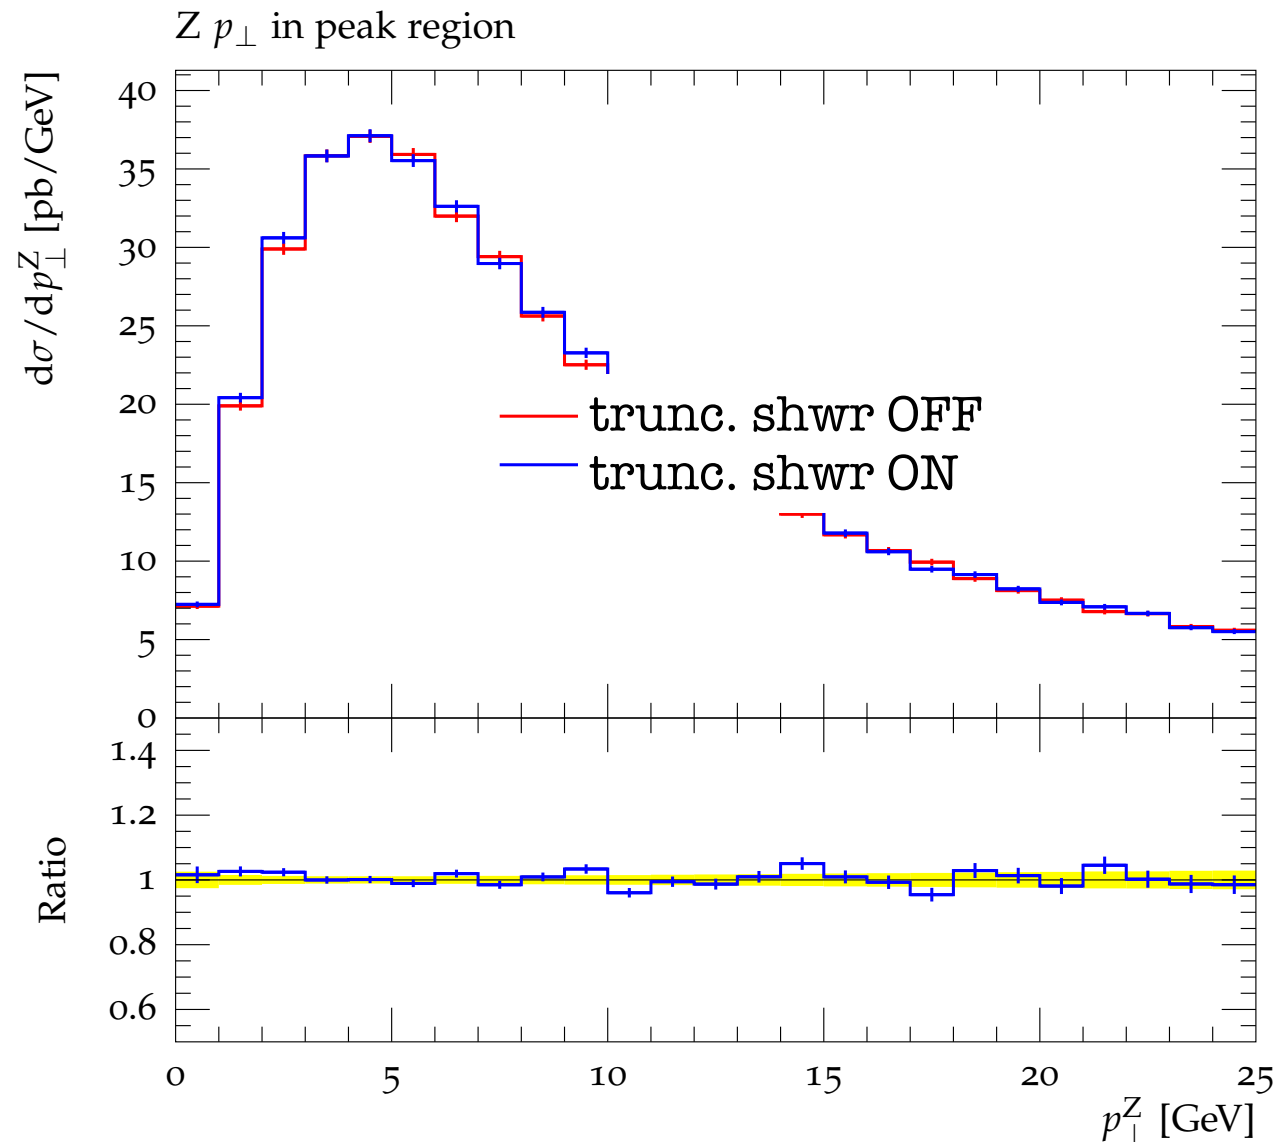 Z p⊥ in peak region
dσ/dp⊥^Z [pb/GeV]
40
35
30
25
20
15
10
5
0
trunc. shwr OFF
trunc. shwr ON
Ratio
1.4
1.2
1
0.8
0.6
0 5 10 15 20 25
p⊥^Z [GeV]